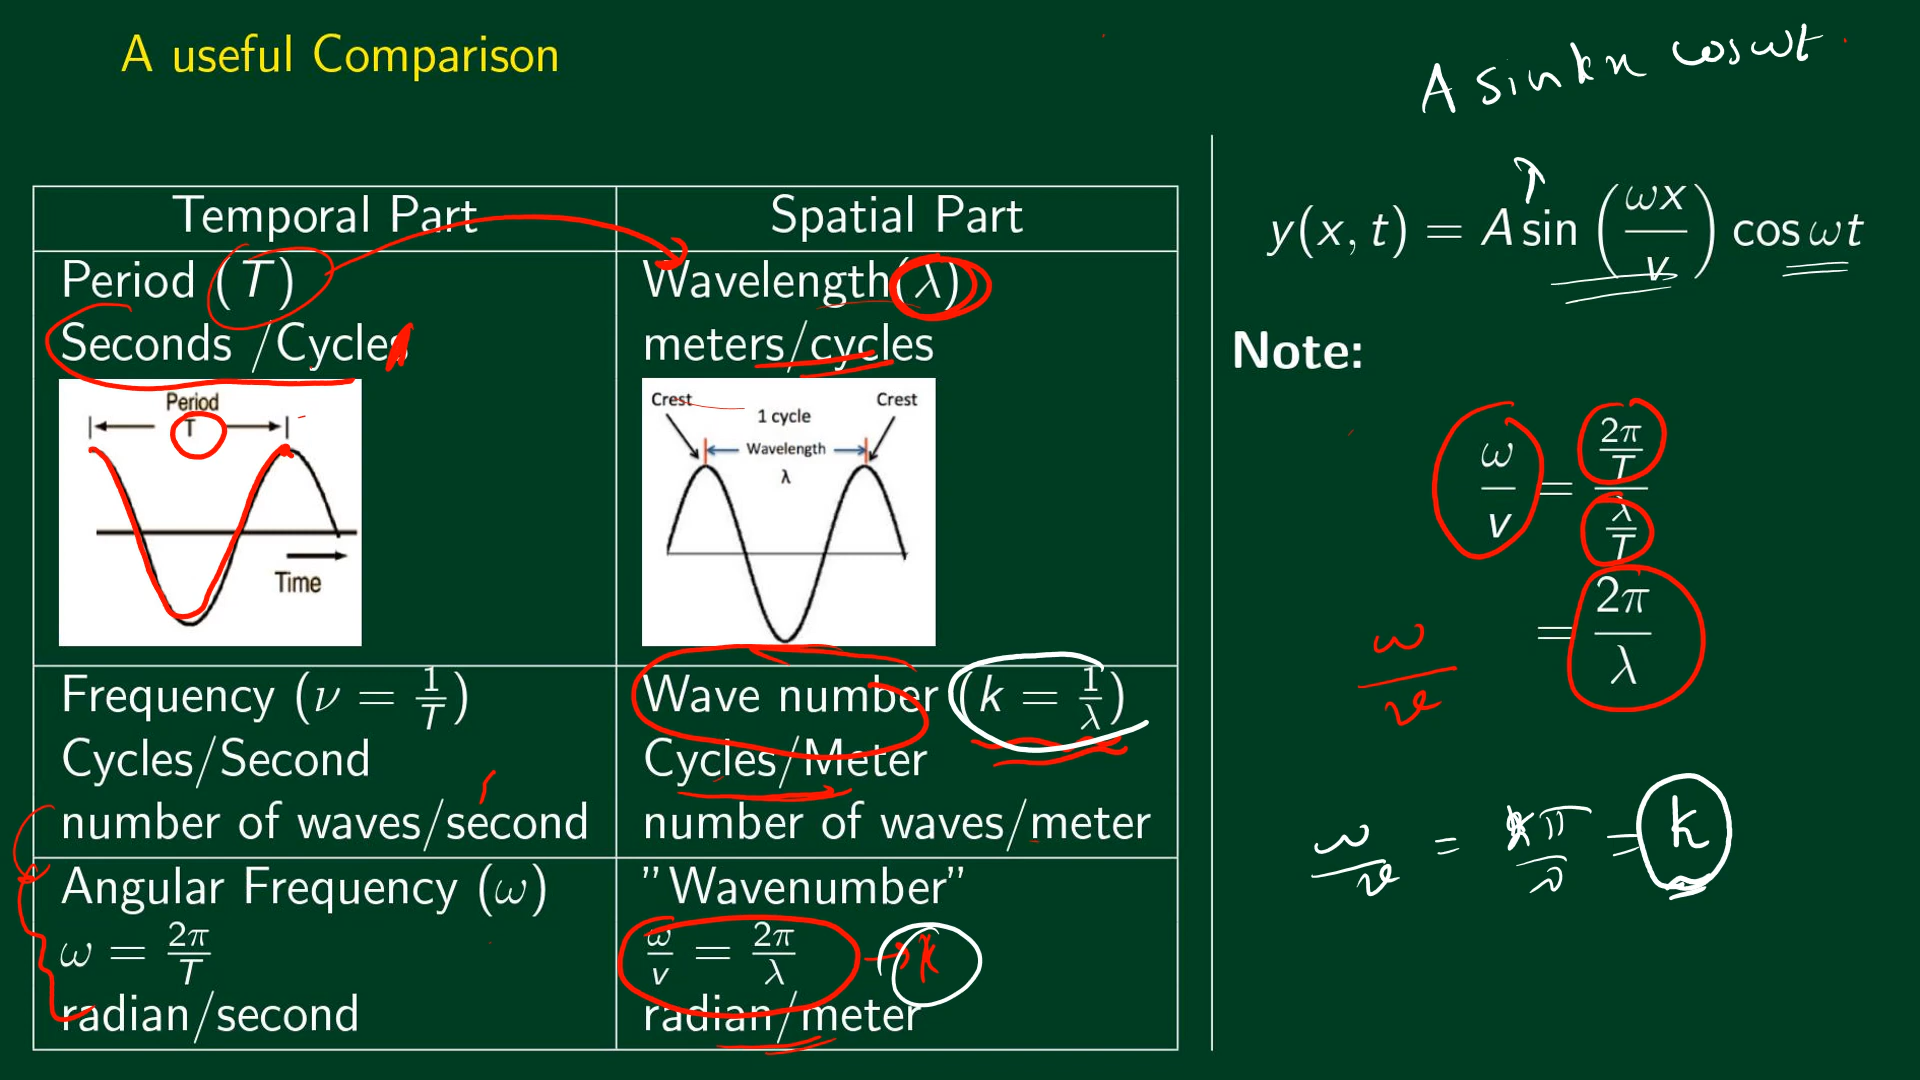 A useful Comparison
A sin kx cos ωt
Temporal Part
Spatial Part
Period (T)
Seconds /Cycles
Period
T
Time
Wavelength(λ)
meters/cycles
Crest
1 cycle
Crest
Wavelength
λ
Frequency (ν = 1/T)
Cycles/Second
number of waves/second
Wave number (k = 1/λ)
Cycles/Meter
number of waves/meter
Angular Frequency (ω)
ω = 2π/T
radian/second
"Wavenumber"
ω/v = 2π/λ → k
radian/meter
y(x, t) = A sin (ωx/v) cos ωt
Note:
ω/v = (2π/T)/(λ/T)
= 2π/λ
ω/v
ω/v = 2π/λ = k